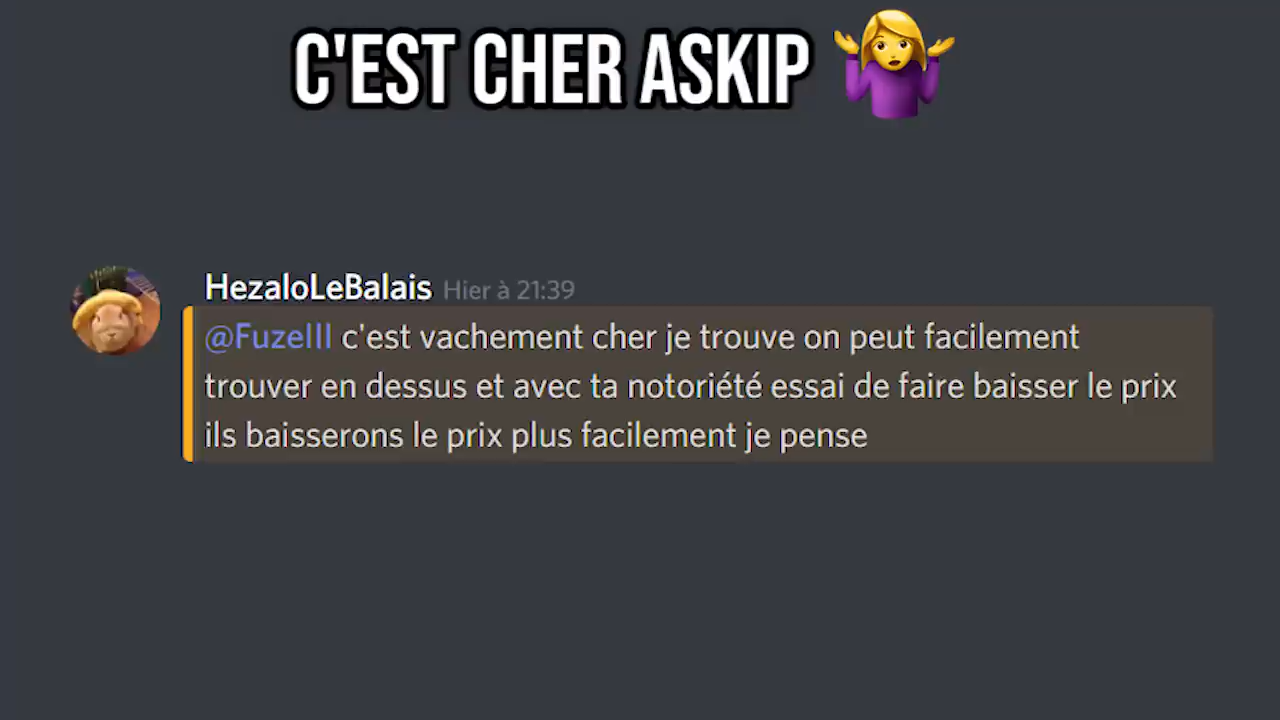 C'EST CHER ASKIP
HezaloLeBalais Hier à 21:39
@Fuzelll c'est vachement cher je trouve on peut facilement
trouver en dessus et avec ta notoriété essai de faire baisser le prix
ils baisserons le prix plus facilement je pense